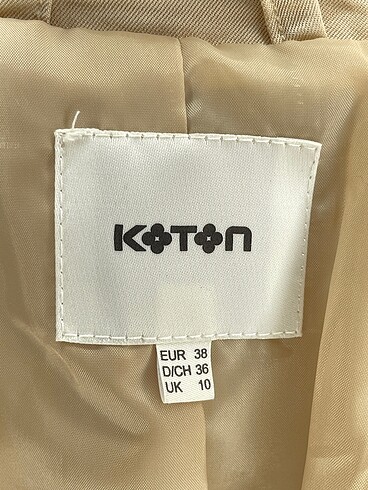 KOTON
EUR 38
D/CH 36
UK 10